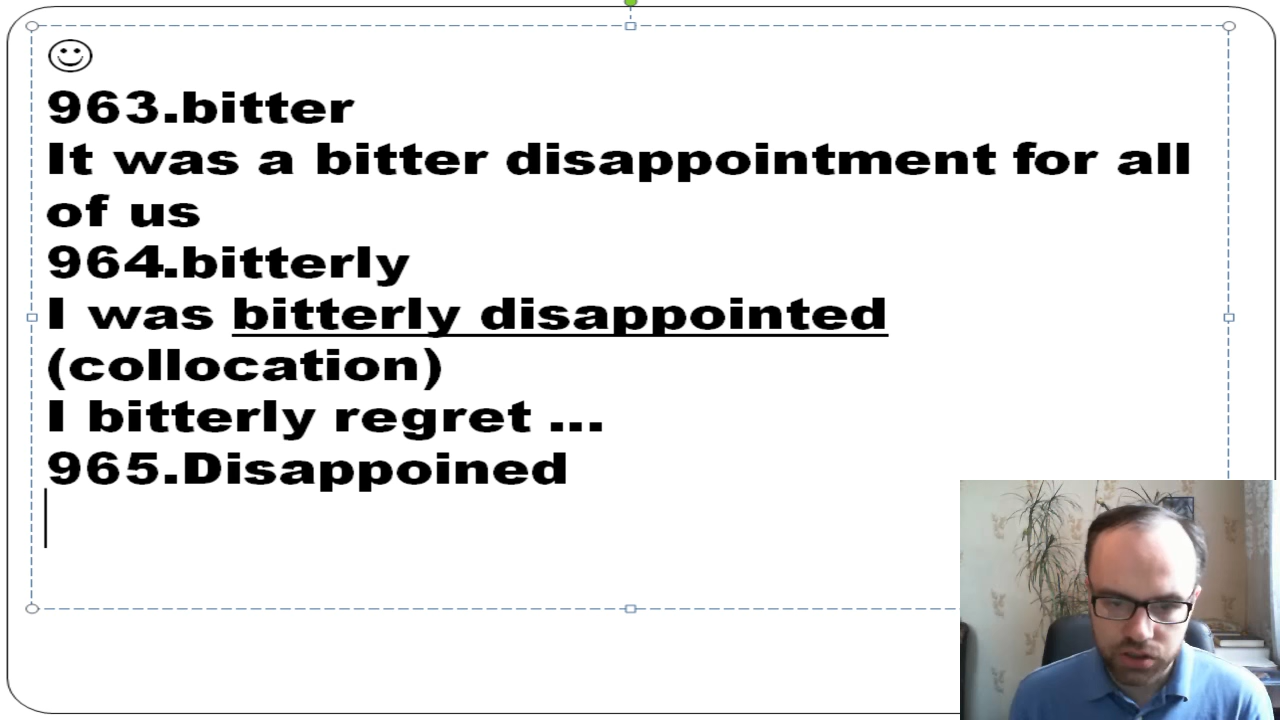 963.bitter
It was a bitter disappointment for all
of us
964.bitterly
I was bitterly disappointed
(collocation)
I bitterly regret ...
965.Disappoined